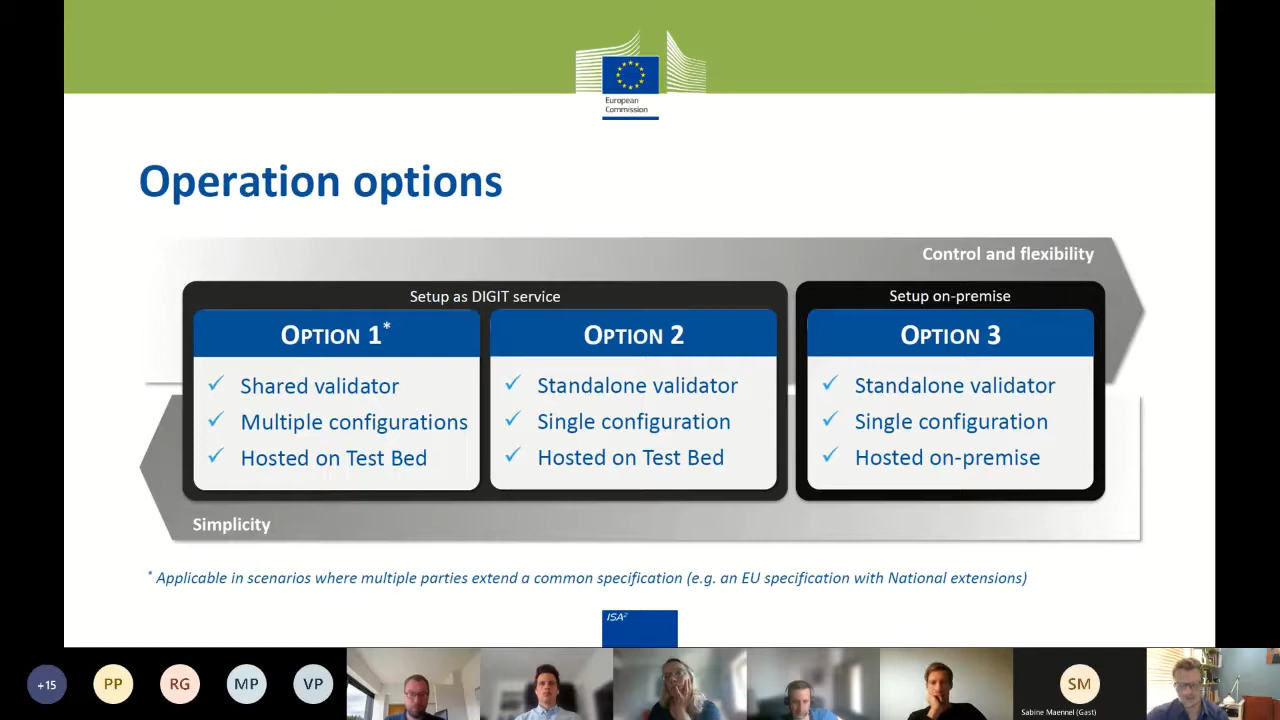 European
Commission
Operation options
Control and flexibility
Setup as DIGIT service
Setup on-premise
OPTION 1*
OPTION 2
OPTION 3
✓ Shared validator
✓ Multiple configurations
✓ Hosted on Test Bed
✓ Standalone validator
✓ Single configuration
✓ Hosted on Test Bed
✓ Standalone validator
✓ Single configuration
✓ Hosted on-premise
Simplicity
* Applicable in scenarios where multiple parties extend a common specification (e.g. an EU specification with National extensions)
ISA²
+15
PP
RG
MP
VP
SM
Sabine Maennel (Gast)